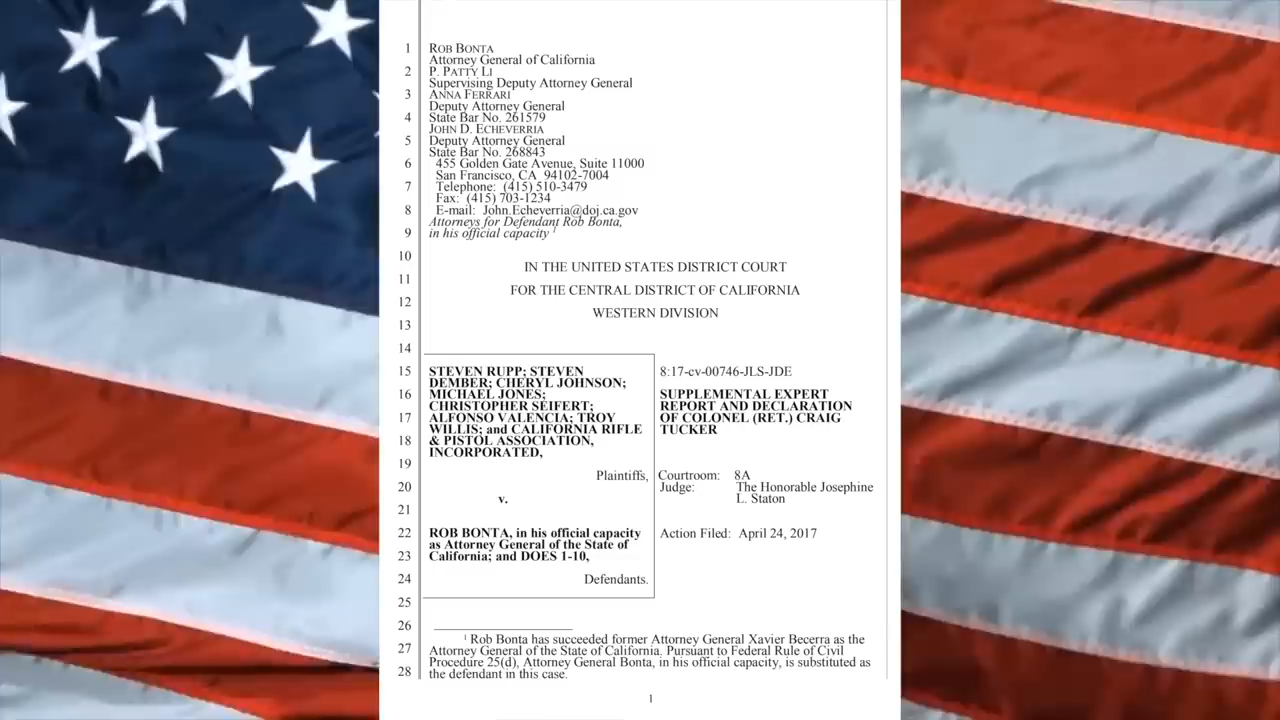 1 ROB BONTA
Attorney General of California
2 P. PATTY LI
Supervising Deputy Attorney General
3 ANNA FERRARI
Deputy Attorney General
4 State Bar No. 261579
JOHN D. ECHEVERRIA
5 Deputy Attorney General
State Bar No. 268843
6 455 Golden Gate Avenue, Suite 11000
San Francisco, CA 94102-7004
7 Telephone: (415) 510-3479
Fax: (415) 703-1234
8 E-mail: John.Echeverria@doj.ca.gov
Attorneys for Defendant Rob Bonta,
9 in his official capacity 1
10
IN THE UNITED STATES DISTRICT COURT
11
FOR THE CENTRAL DISTRICT OF CALIFORNIA
12
WESTERN DIVISION
13
14
15 STEVEN RUPP; STEVEN
DEMBER; CHERYL JOHNSON;
16 MICHAEL JONES;
CHRISTOPHER SEIFERT;
17 ALFONSO VALENCIA; TROY
WILLIS; and CALIFORNIA RIFLE
18 & PISTOL ASSOCIATION,
INCORPORATED,
19
Plaintiffs,
20
v.
21
22 ROB BONTA, in his official capacity
as Attorney General of the State of
23 California; and DOES 1-10,
24 Defendants.
25
8:17-cv-00746-JLS-JDE
SUPPLEMENTAL EXPERT
REPORT AND DECLARATION
OF COLONEL (RET.) CRAIG
TUCKER
Courtroom: 8A
Judge: The Honorable Josephine
L. Staton
Action Filed: April 24, 2017
26
1 Rob Bonta has succeeded former Attorney General Xavier Becerra as the
27 Attorney General of the State of California. Pursuant to Federal Rule of Civil
Procedure 25(d), Attorney General Bonta, in his official capacity, is substituted as
28 the defendant in this case.
1